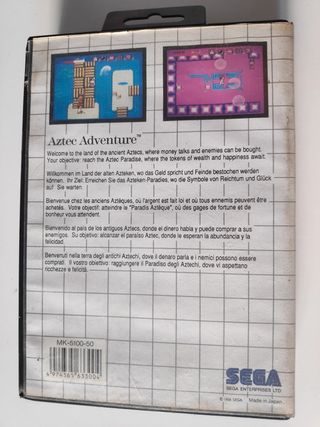 Aztec Adventure™
Welcome to the land of the ancient Aztecs, where money talks and enemies can be bought.
Your objective: reach the Aztec Paradise, where the tokens of wealth and happiness await.
Willkommen im Land der alten Azteken, wo das Geld spricht und Feinde bestochen werden
können. Ihr Ziel: Erreichen Sie das Azteken-Paradies, wo die Symbole von Reichtum und Glück
auf Sie warten.
Bienvenue chez les anciens Aztèques, où l'argent est fait loi et où tous ennemis peuvent être
achetés. Votre objectif: atteindre le "Paradis Aztèque", où des gages de fortune et de
bonheur vous attendent.
Bienvenido al país de los antiguos Aztecs, donde el dinero habla y puede comprar a sus
enemigos. Su objetivo: alcanzar el paraíso Aztec, donde le esperan la abundancia y la
felicidad.
Benvenuti nella terra degli antichi Aztechi, dove il denaro parla e i nemici possono essere
comprati. Il vostro obiettivo: raggiungere il Paradiso degli Aztechi, dove vi aspettano
ricchezze e felicità.
MK-5100-50
4 974365 633004
SEGA
SEGA ENTERPRISES LTD.
© 1988 SEGA Made in Japan